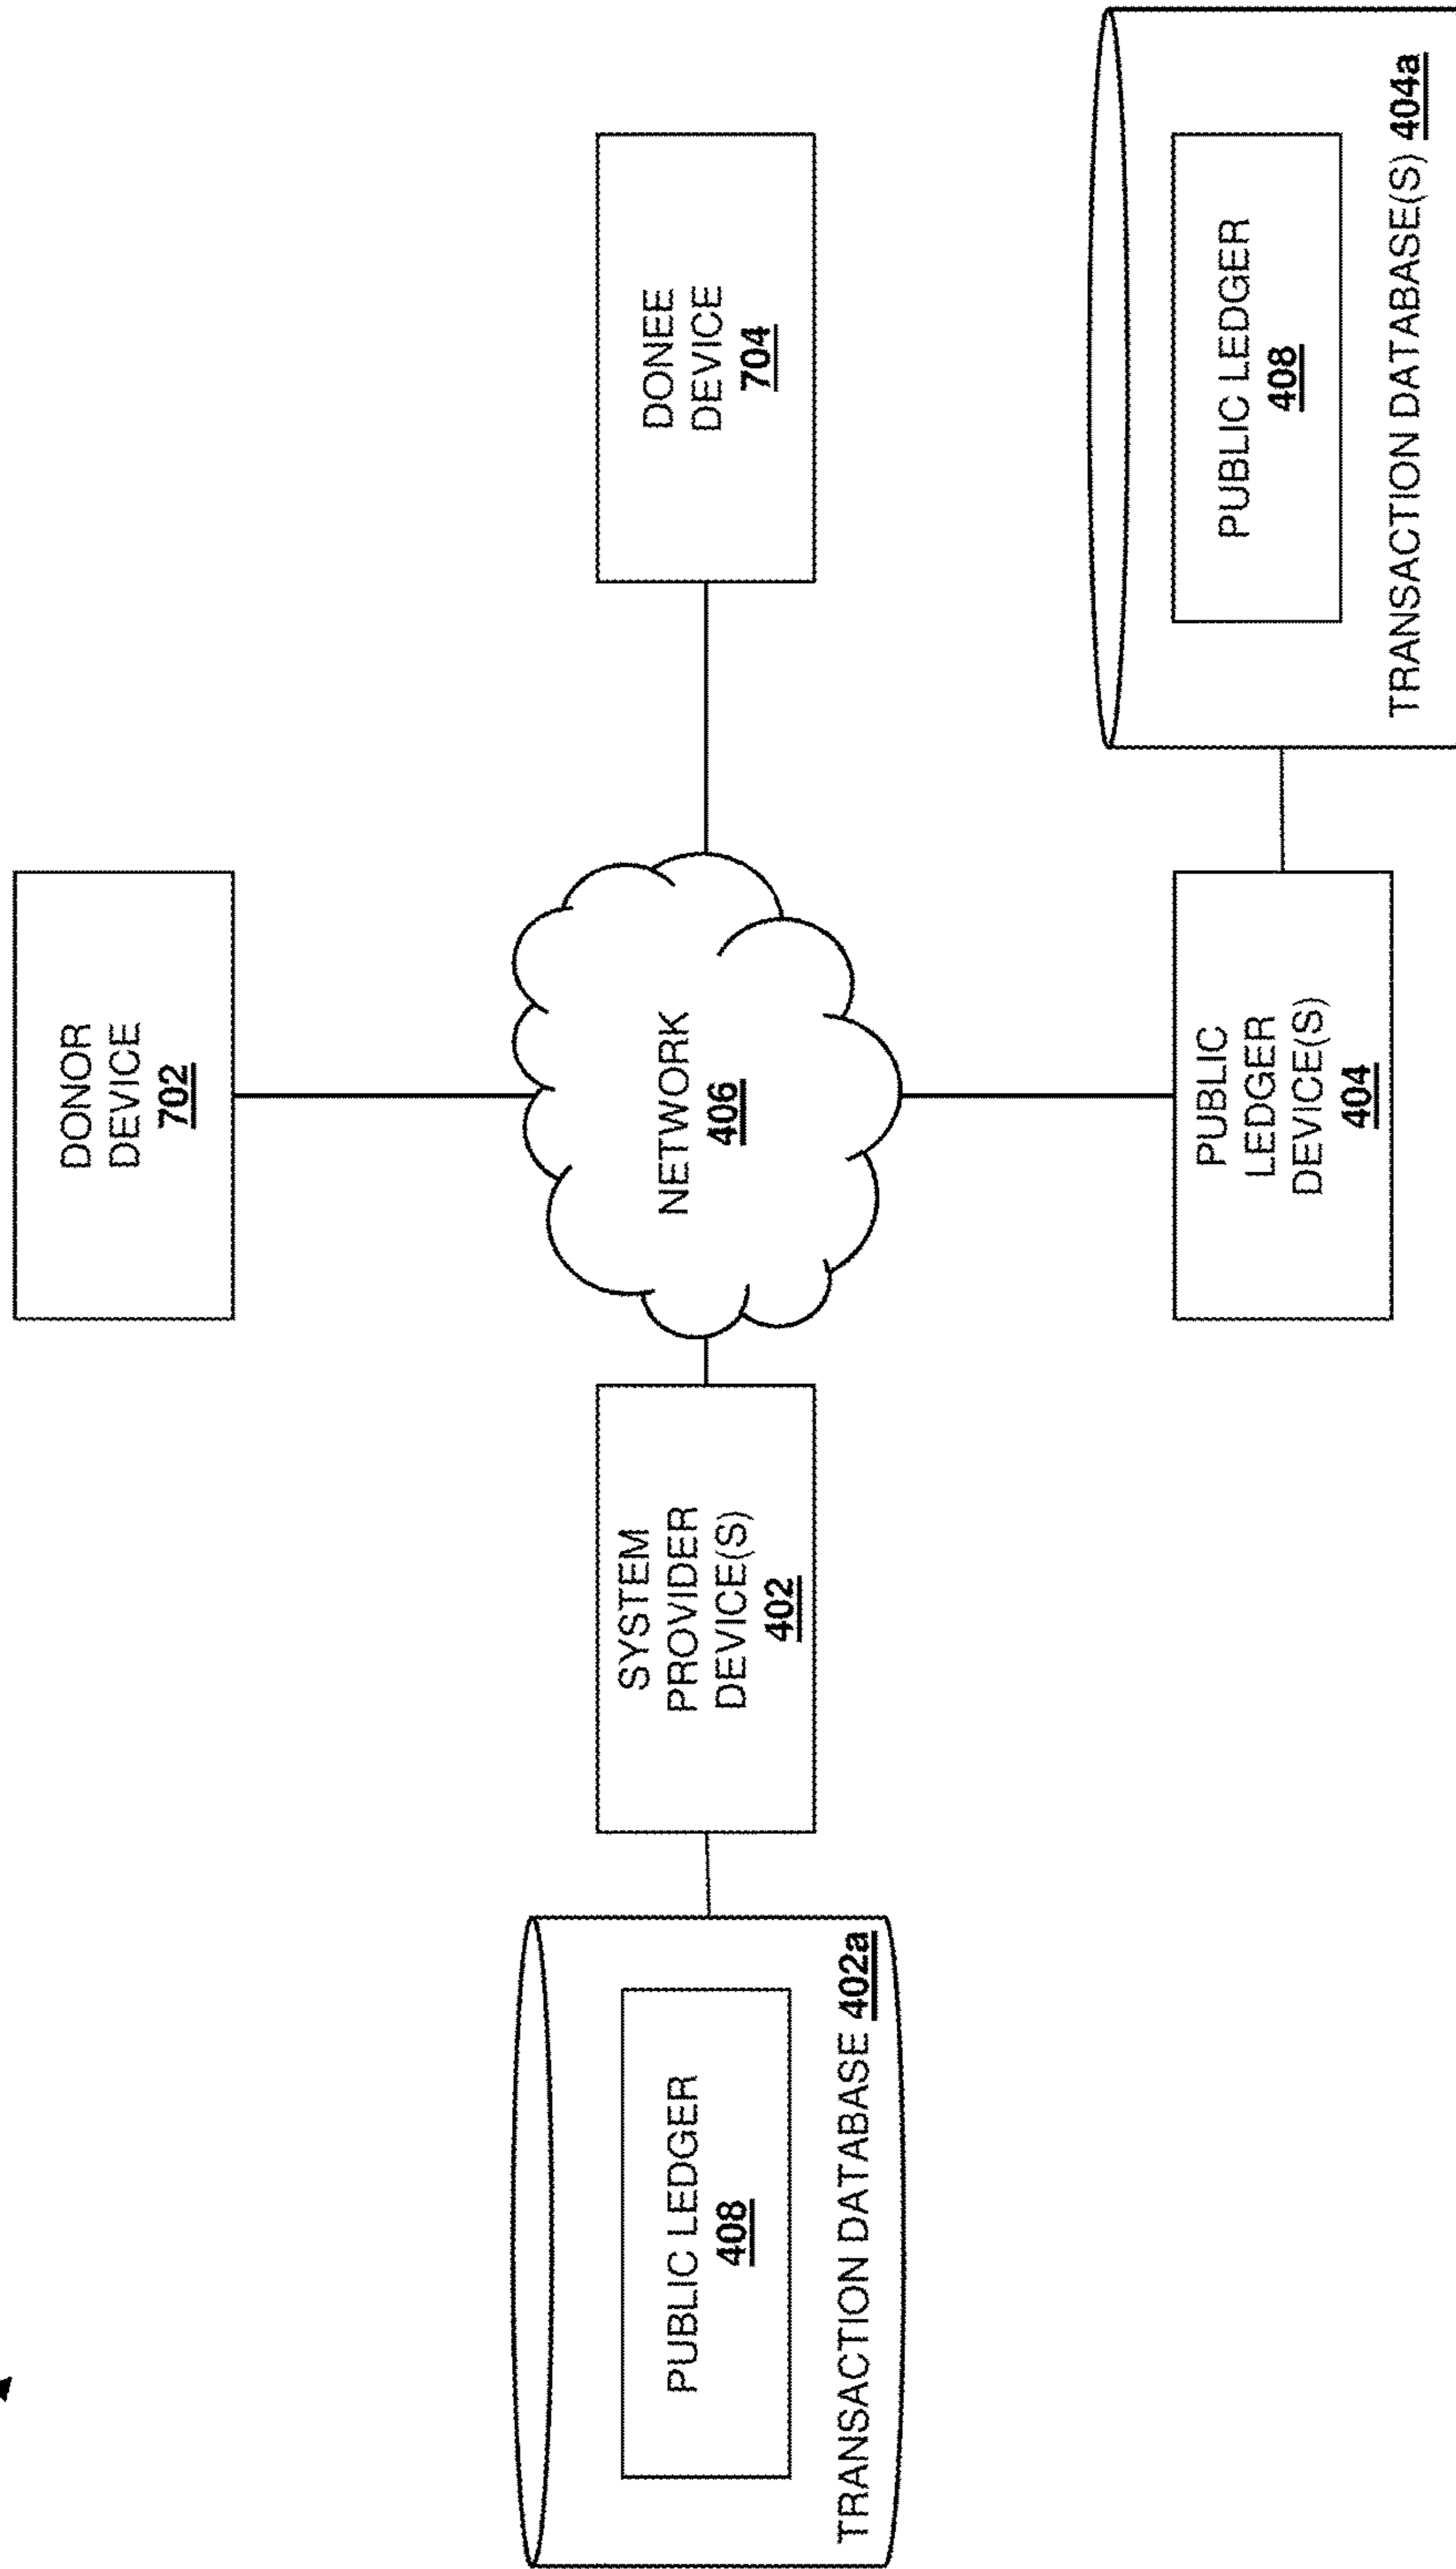 DONOR
DEVICE
702
PUBLIC LEDGER
408
TRANSACTION DATABASE 402a
SYSTEM
PROVIDER
DEVICE(S)
402
NETWORK
406
DONEE
DEVICE
704
PUBLIC
LEDGER
DEVICE(S)
404
PUBLIC LEDGER
408
TRANSACTION DATABASE(S) 404a